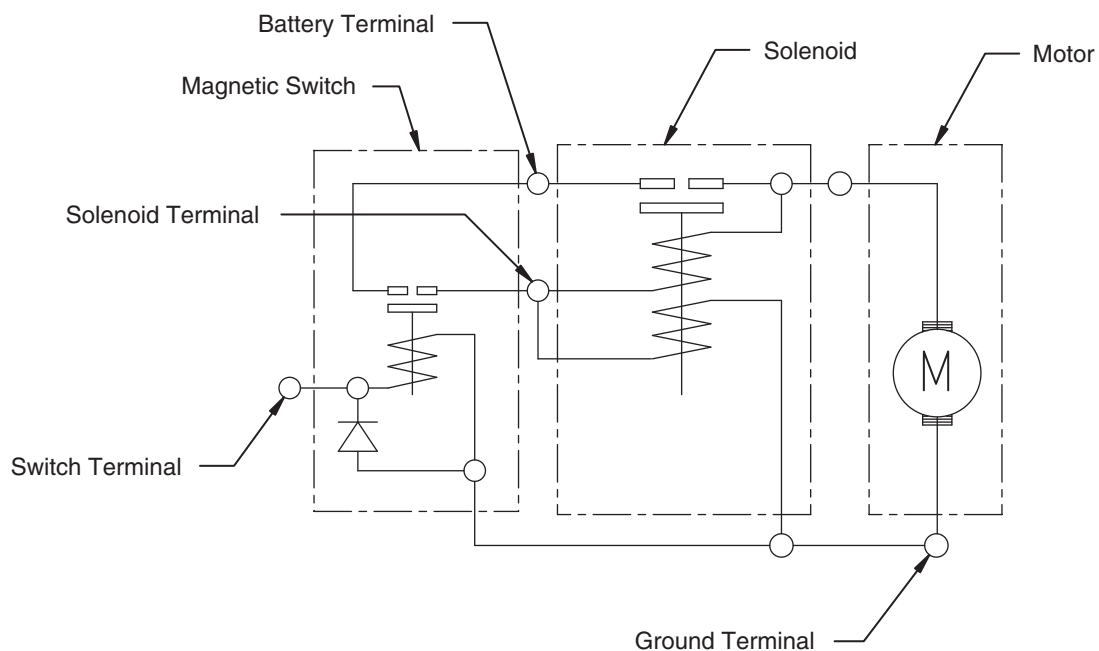 Battery Terminal
Solenoid
Motor
Magnetic Switch
Solenoid Terminal
M
Switch Terminal
Ground Terminal